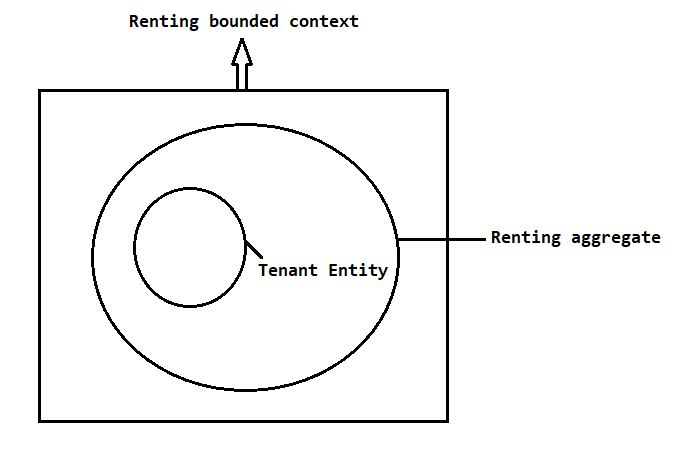 Renting bounded context
Renting aggregate
Tenant Entity